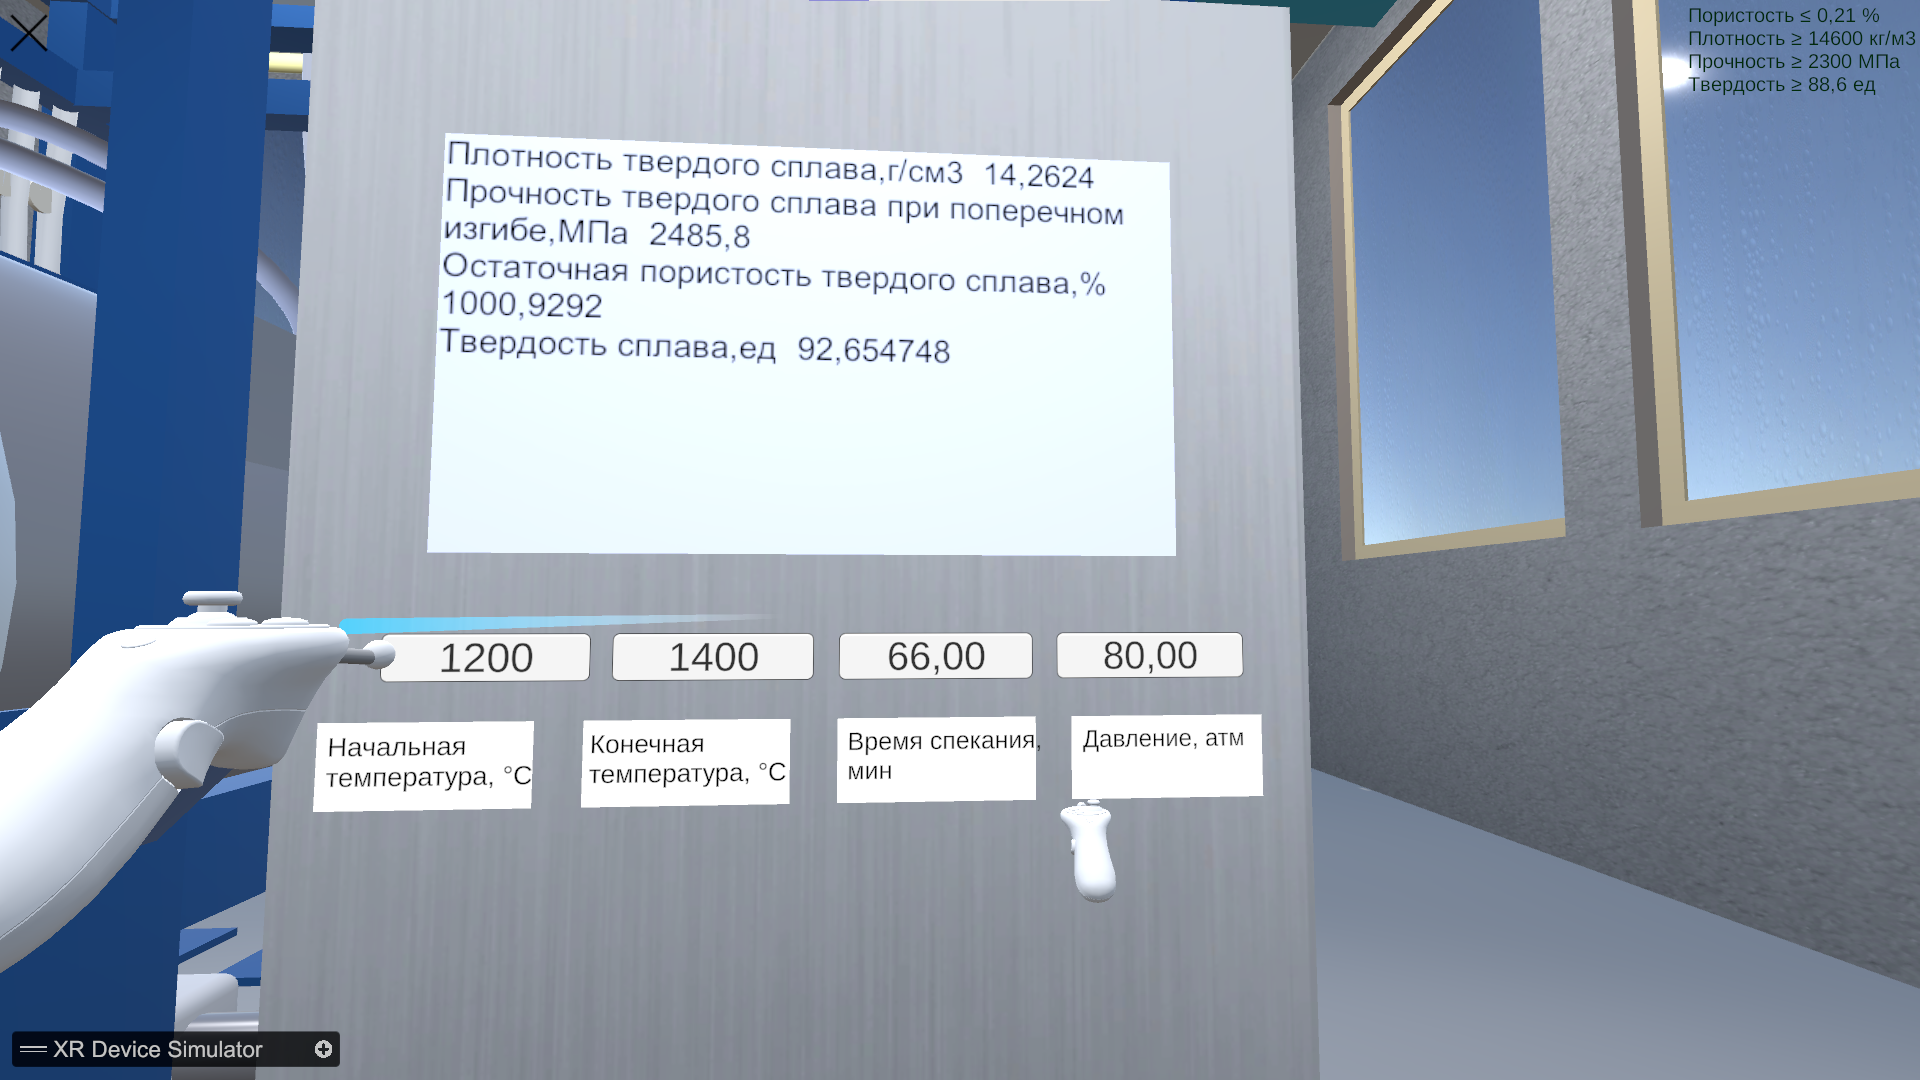 Пористость ≤ 0,21 %
Плотность ≥ 14600 кг/м3
Прочность ≥ 2300 МПа
Твердость ≥ 88,6 ед
Плотность твердого сплава,г/см3 14,2624
Прочность твердого сплава при поперечном
изгибе,МПа 2485,8
Остаточная пористость твердого сплава,%
1000,9292
Твердость сплава,ед 92,654748
1200
1400
66,00
80,00
Начальная
температура, °C
Конечная
температура, °C
Время спекания,
мин
Давление, атм
XR Device Simulator